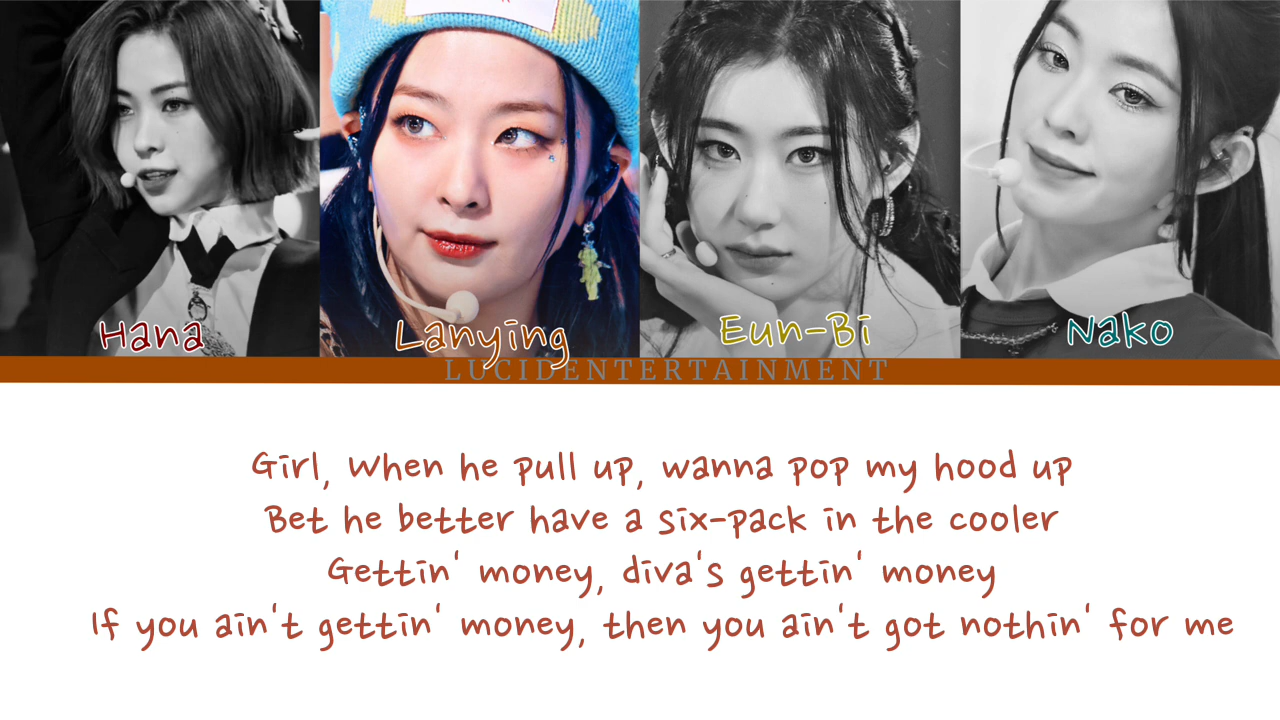 Hana
Lanying
Eun-Bi
Nako
LUCIDENTERTAINMENT
Girl, When he pull up, wanna pop my hood up
Bet he better have a six-pack in the cooler
Gettin' money, diva's gettin' money
If you ain't gettin' money, then you ain't got nothin' for me